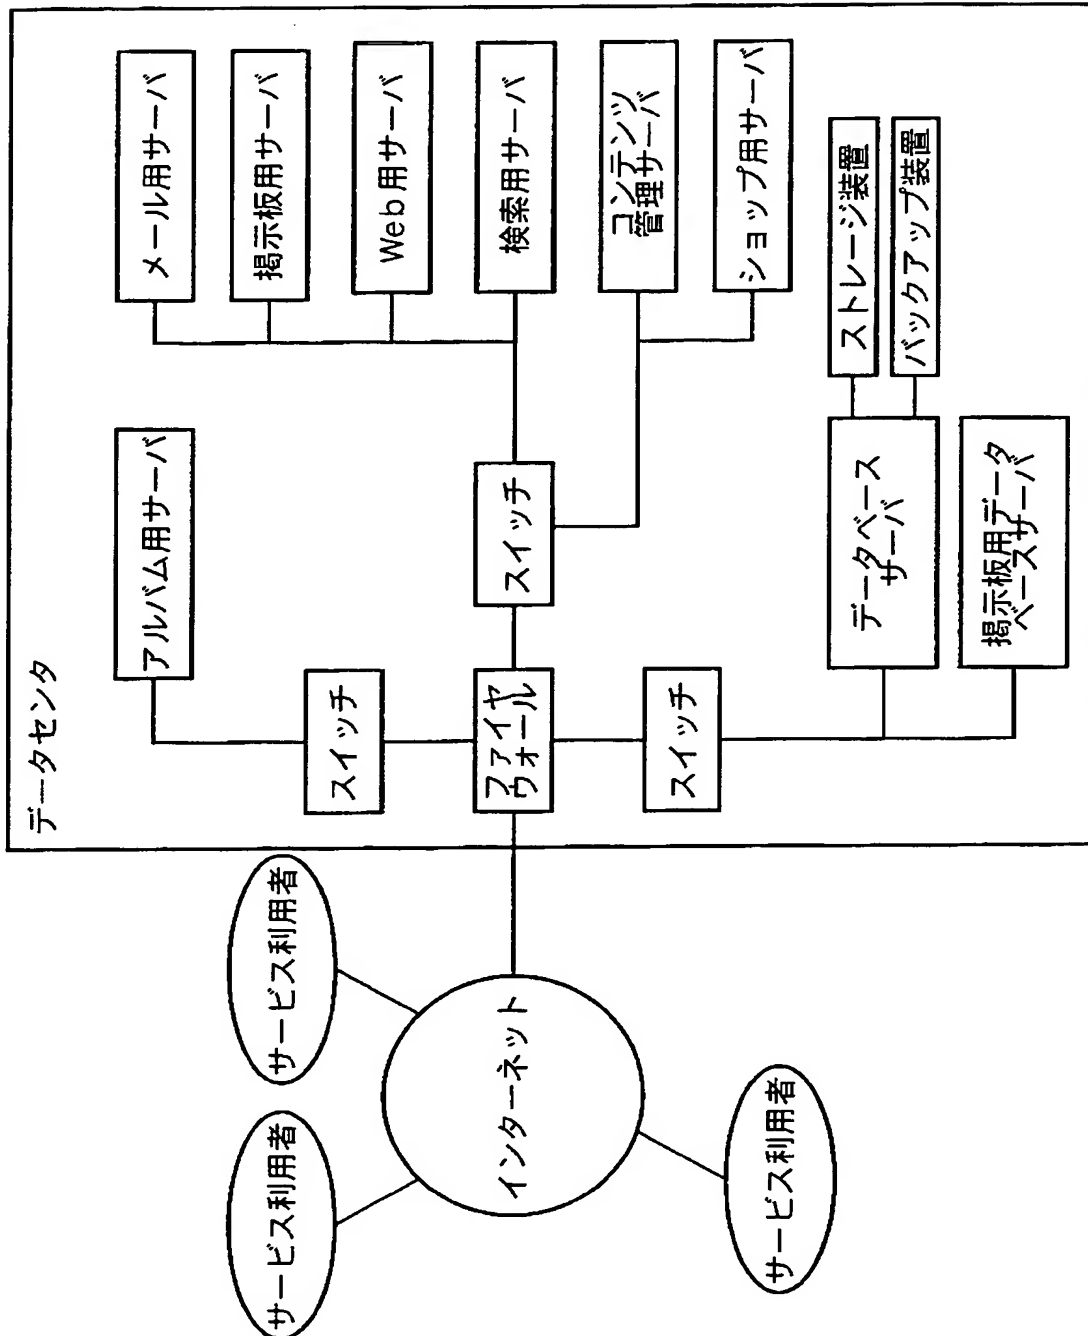 データセンタ
アルバム用サーバ
メール用サーバ
掲示板用サーバ
Web用サーバ
検索用サーバ
コンテンツ
管理サーバ
ショップ用サーバ
スイッチ
スイッチ
ファイヤ
ウォール
スイッチ
データベース
サーバ
ストレージ装置
バックアップ装置
掲示板用データ
ベースサーバ
サービス利用者
サービス利用者
インターネット
サービス利用者